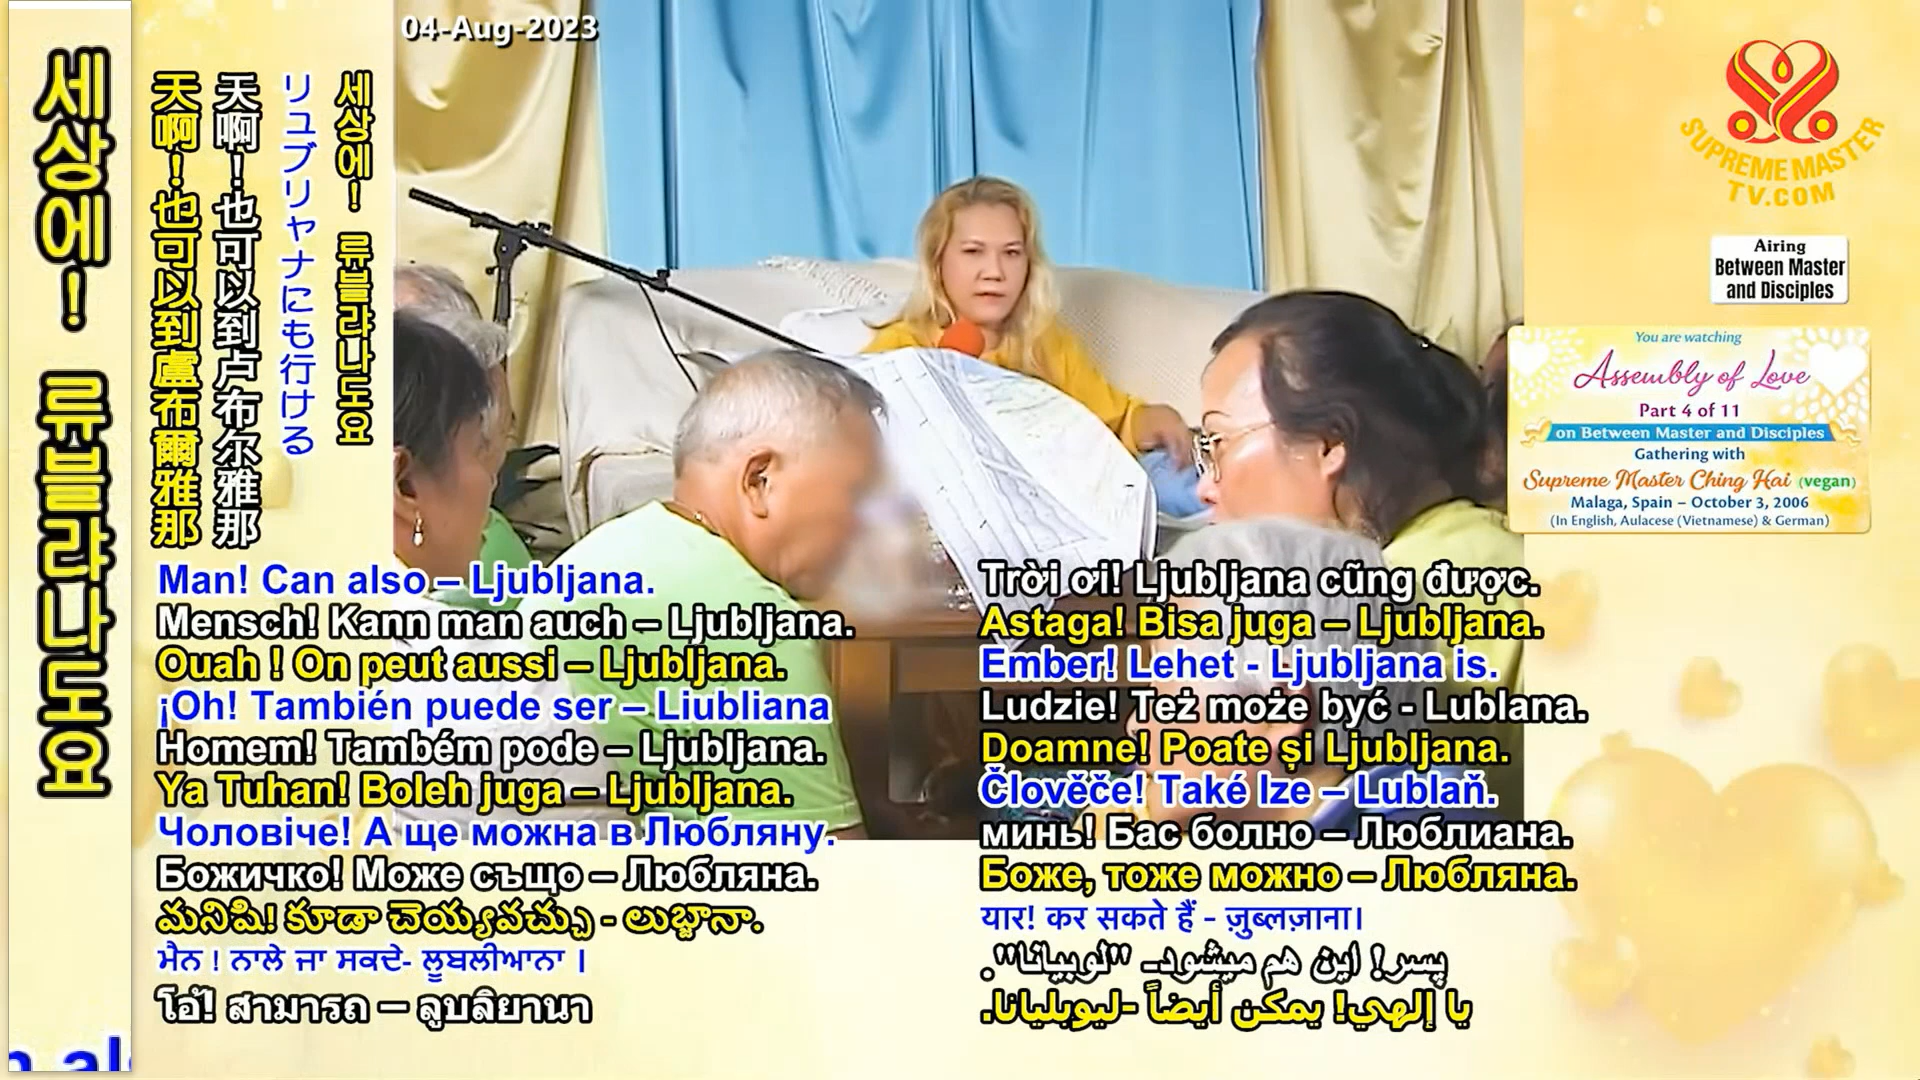 04-Aug-2023
세상에! 류블랴나도요
天啊！也可以到盧布爾雅那
天啊！也可以到卢布尔雅那
リュブリャナにも行ける
세상에! 류블랴나도요
SUPREME MASTER
TV.COM
Airing
Between Master
and Disciples
You are watching
Assembly of Love
Part 4 of 11
on Between Master and Disciples
Gathering with
Supreme Master Ching Hai (vegan)
Malaga, Spain – October 3, 2006
(In English, Aulacese (Vietnamese) & German)
Man! Can also – Ljubljana.
Mensch! Kann man auch – Ljubljana.
Ouah ! On peut aussi – Ljubljana.
¡Oh! También puede ser – Liubliana
Homem! Também pode – Ljubljana.
Ya Tuhan! Boleh juga – Ljubljana.
Чоловіче! А ще можна в Любляну.
Божичко! Може също – Любляна.
మనిషి! కూడా చెయ్యవచ్చు - లుబ్జానా.
ਮੈਨ ! ਨਾਲੇ ਜਾ ਸਕਦੇ- ਲੂਬਲੀਆਨਾ ।
โอ้! สามารถ – ลูบลิยานา
Trời ơi! Ljubljana cũng được.
Astaga! Bisa juga – Ljubljana.
Ember! Lehet - Ljubljana is.
Ludzie! Też może być - Lublana.
Doamne! Poate și Ljubljana.
Člověče! Také lze – Lublaň.
минь! Бас болно – Люблиана.
Боже, тоже можно – Любляна.
यार! कर सकते हैं - ज़ुब्लज़ाना।
پسر! این هم میشود- "لوبیانا".
يا إلهي! يمكن أيضاً -ليوبليانا.